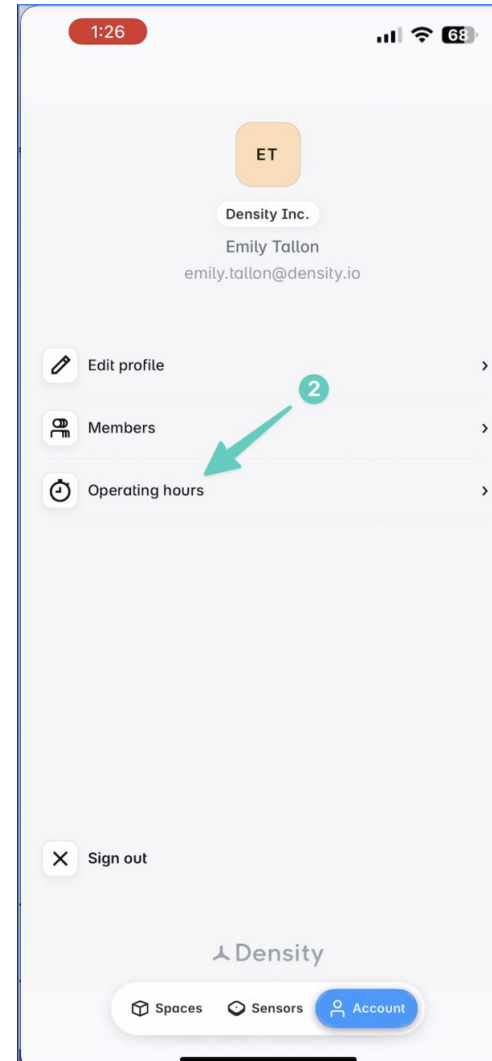 1:26 68
ET
Density Inc.
Emily Tallon
emily.tallon@density.io
Edit profile
2
Members
Operating hours
Sign out
Density
Spaces Sensors Account